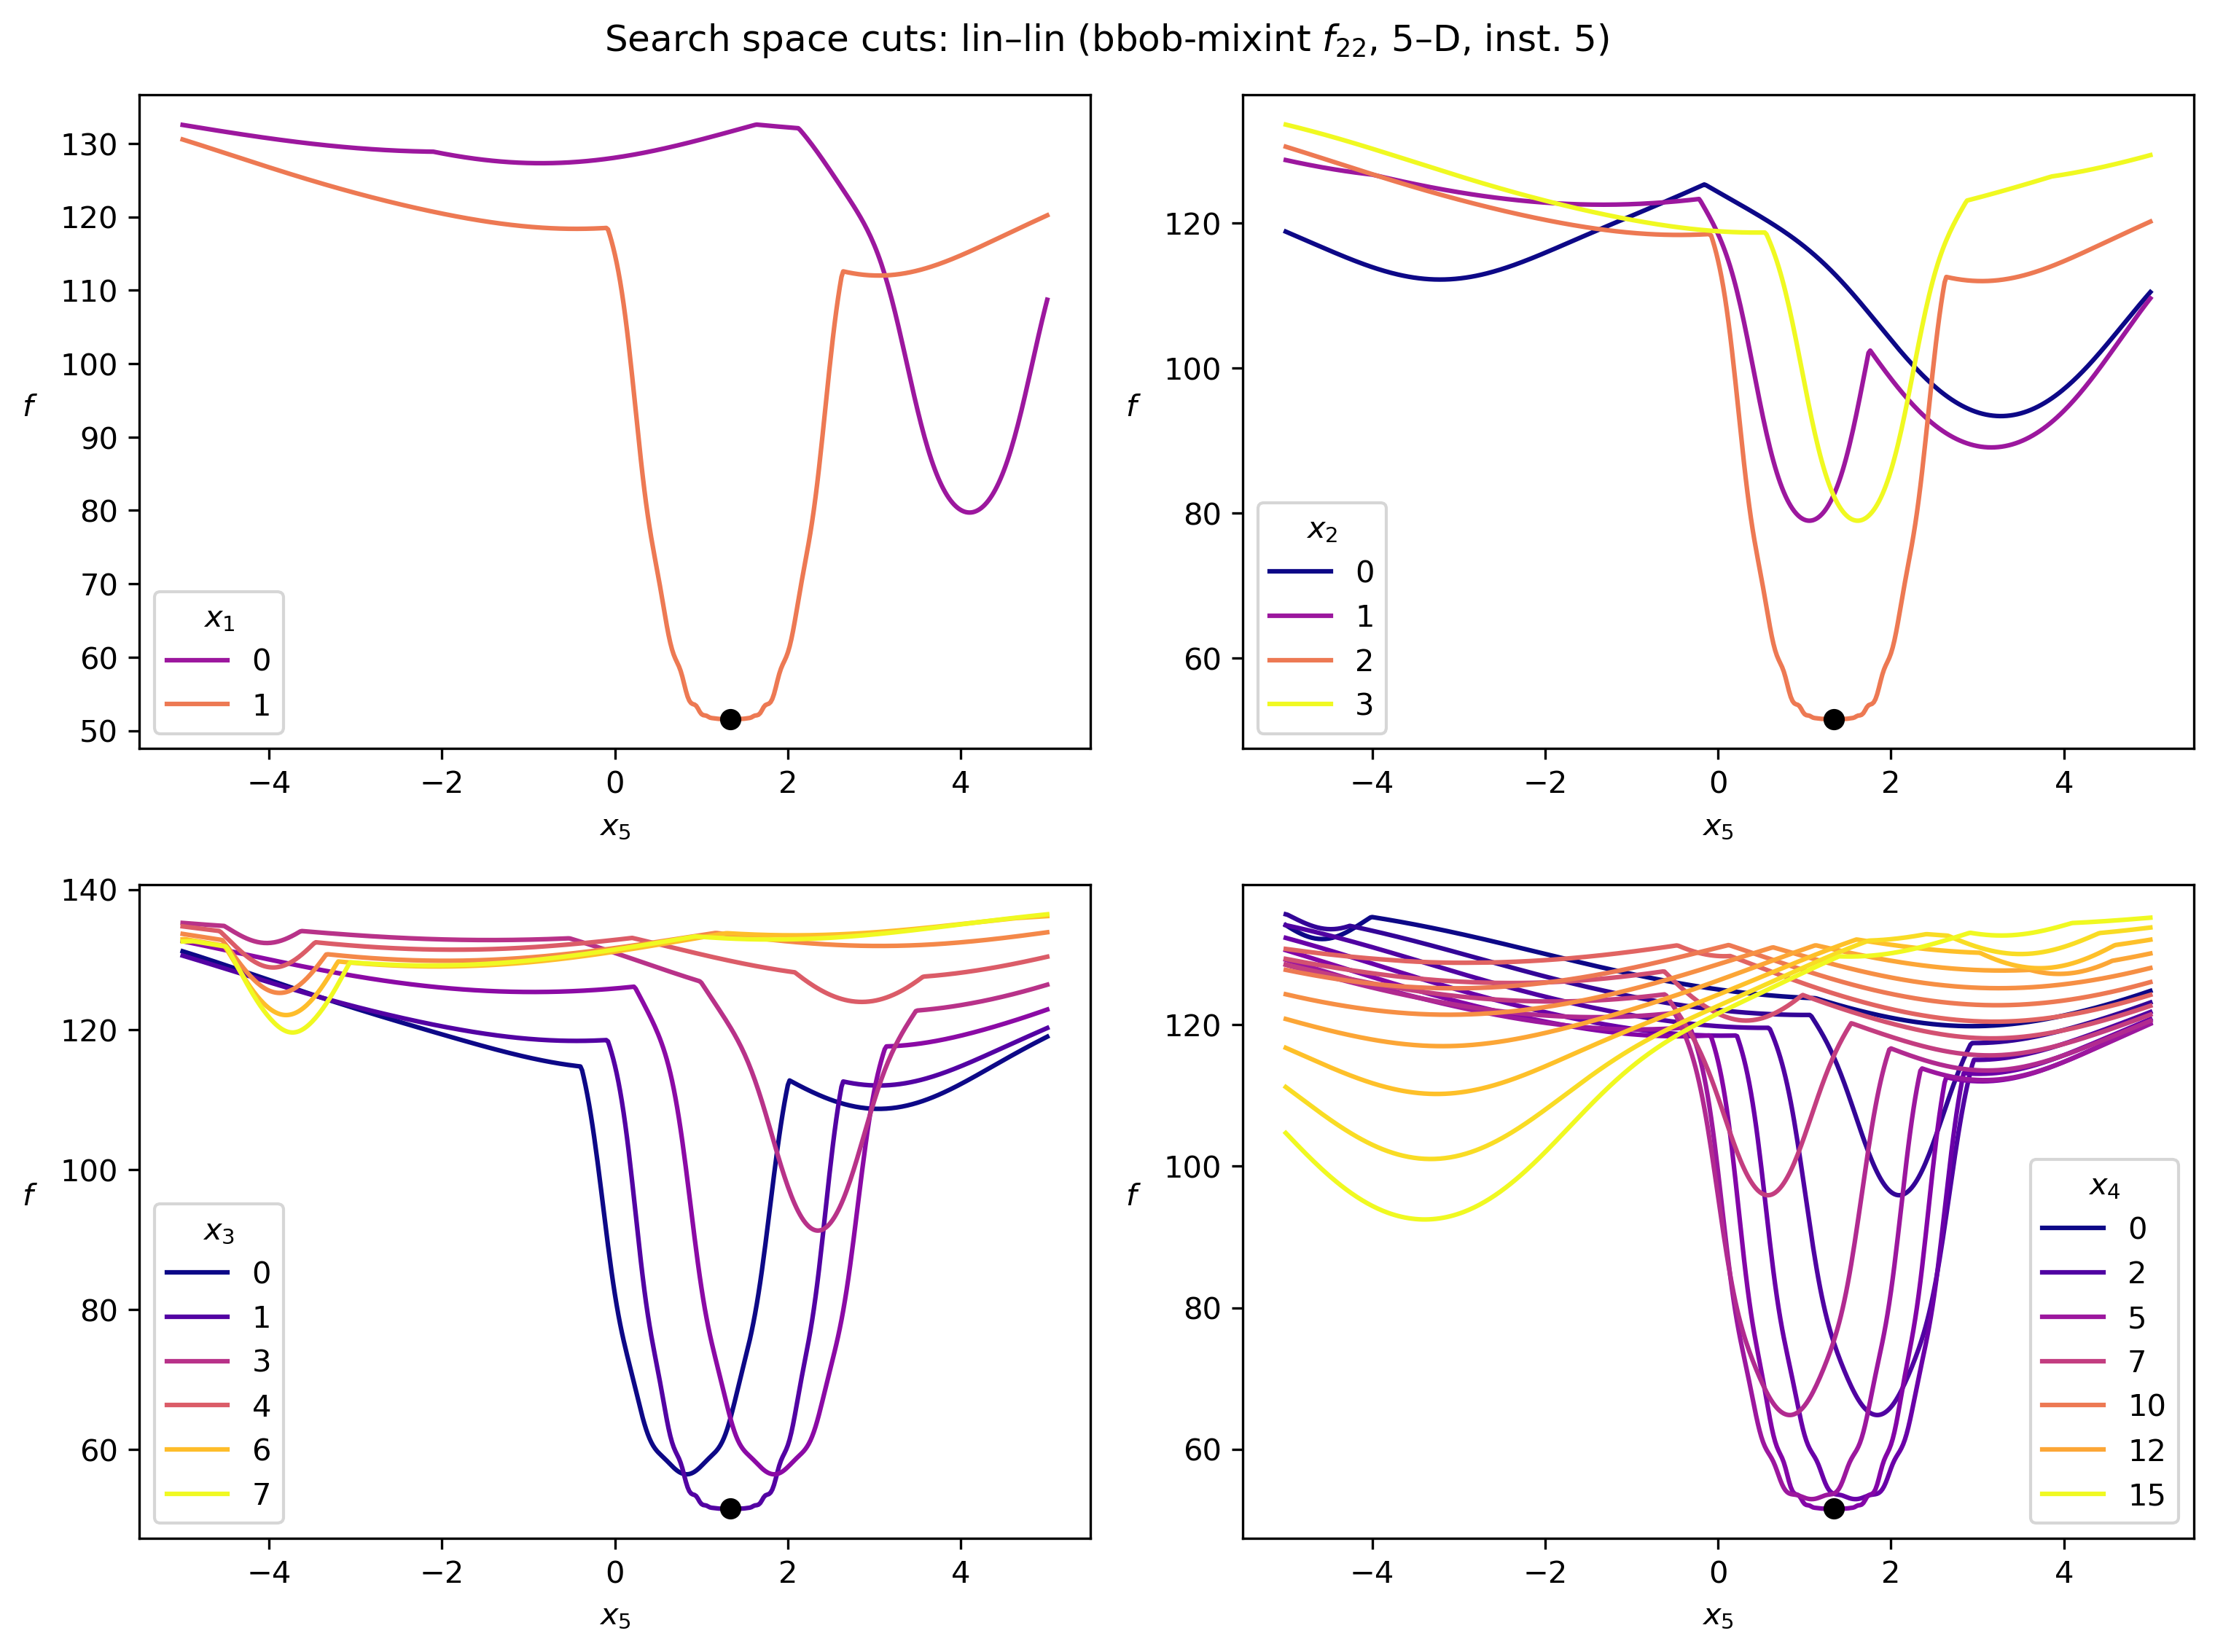 Search space cuts: lin–lin (bbob-mixint f22, 5–D, inst. 5)
130
120
110
100
90
80
70
60
50
f
x1
0
1
−4 −2 0 2 4
x5
120
100
80
60
f
x2
0
1
2
3
−4 −2 0 2 4
x5
140
120
100
80
60
f
x3
0
1
3
4
6
7
−4 −2 0 2 4
x5
120
100
80
60
f
x4
0
2
5
7
10
12
15
−4 −2 0 2 4
x5